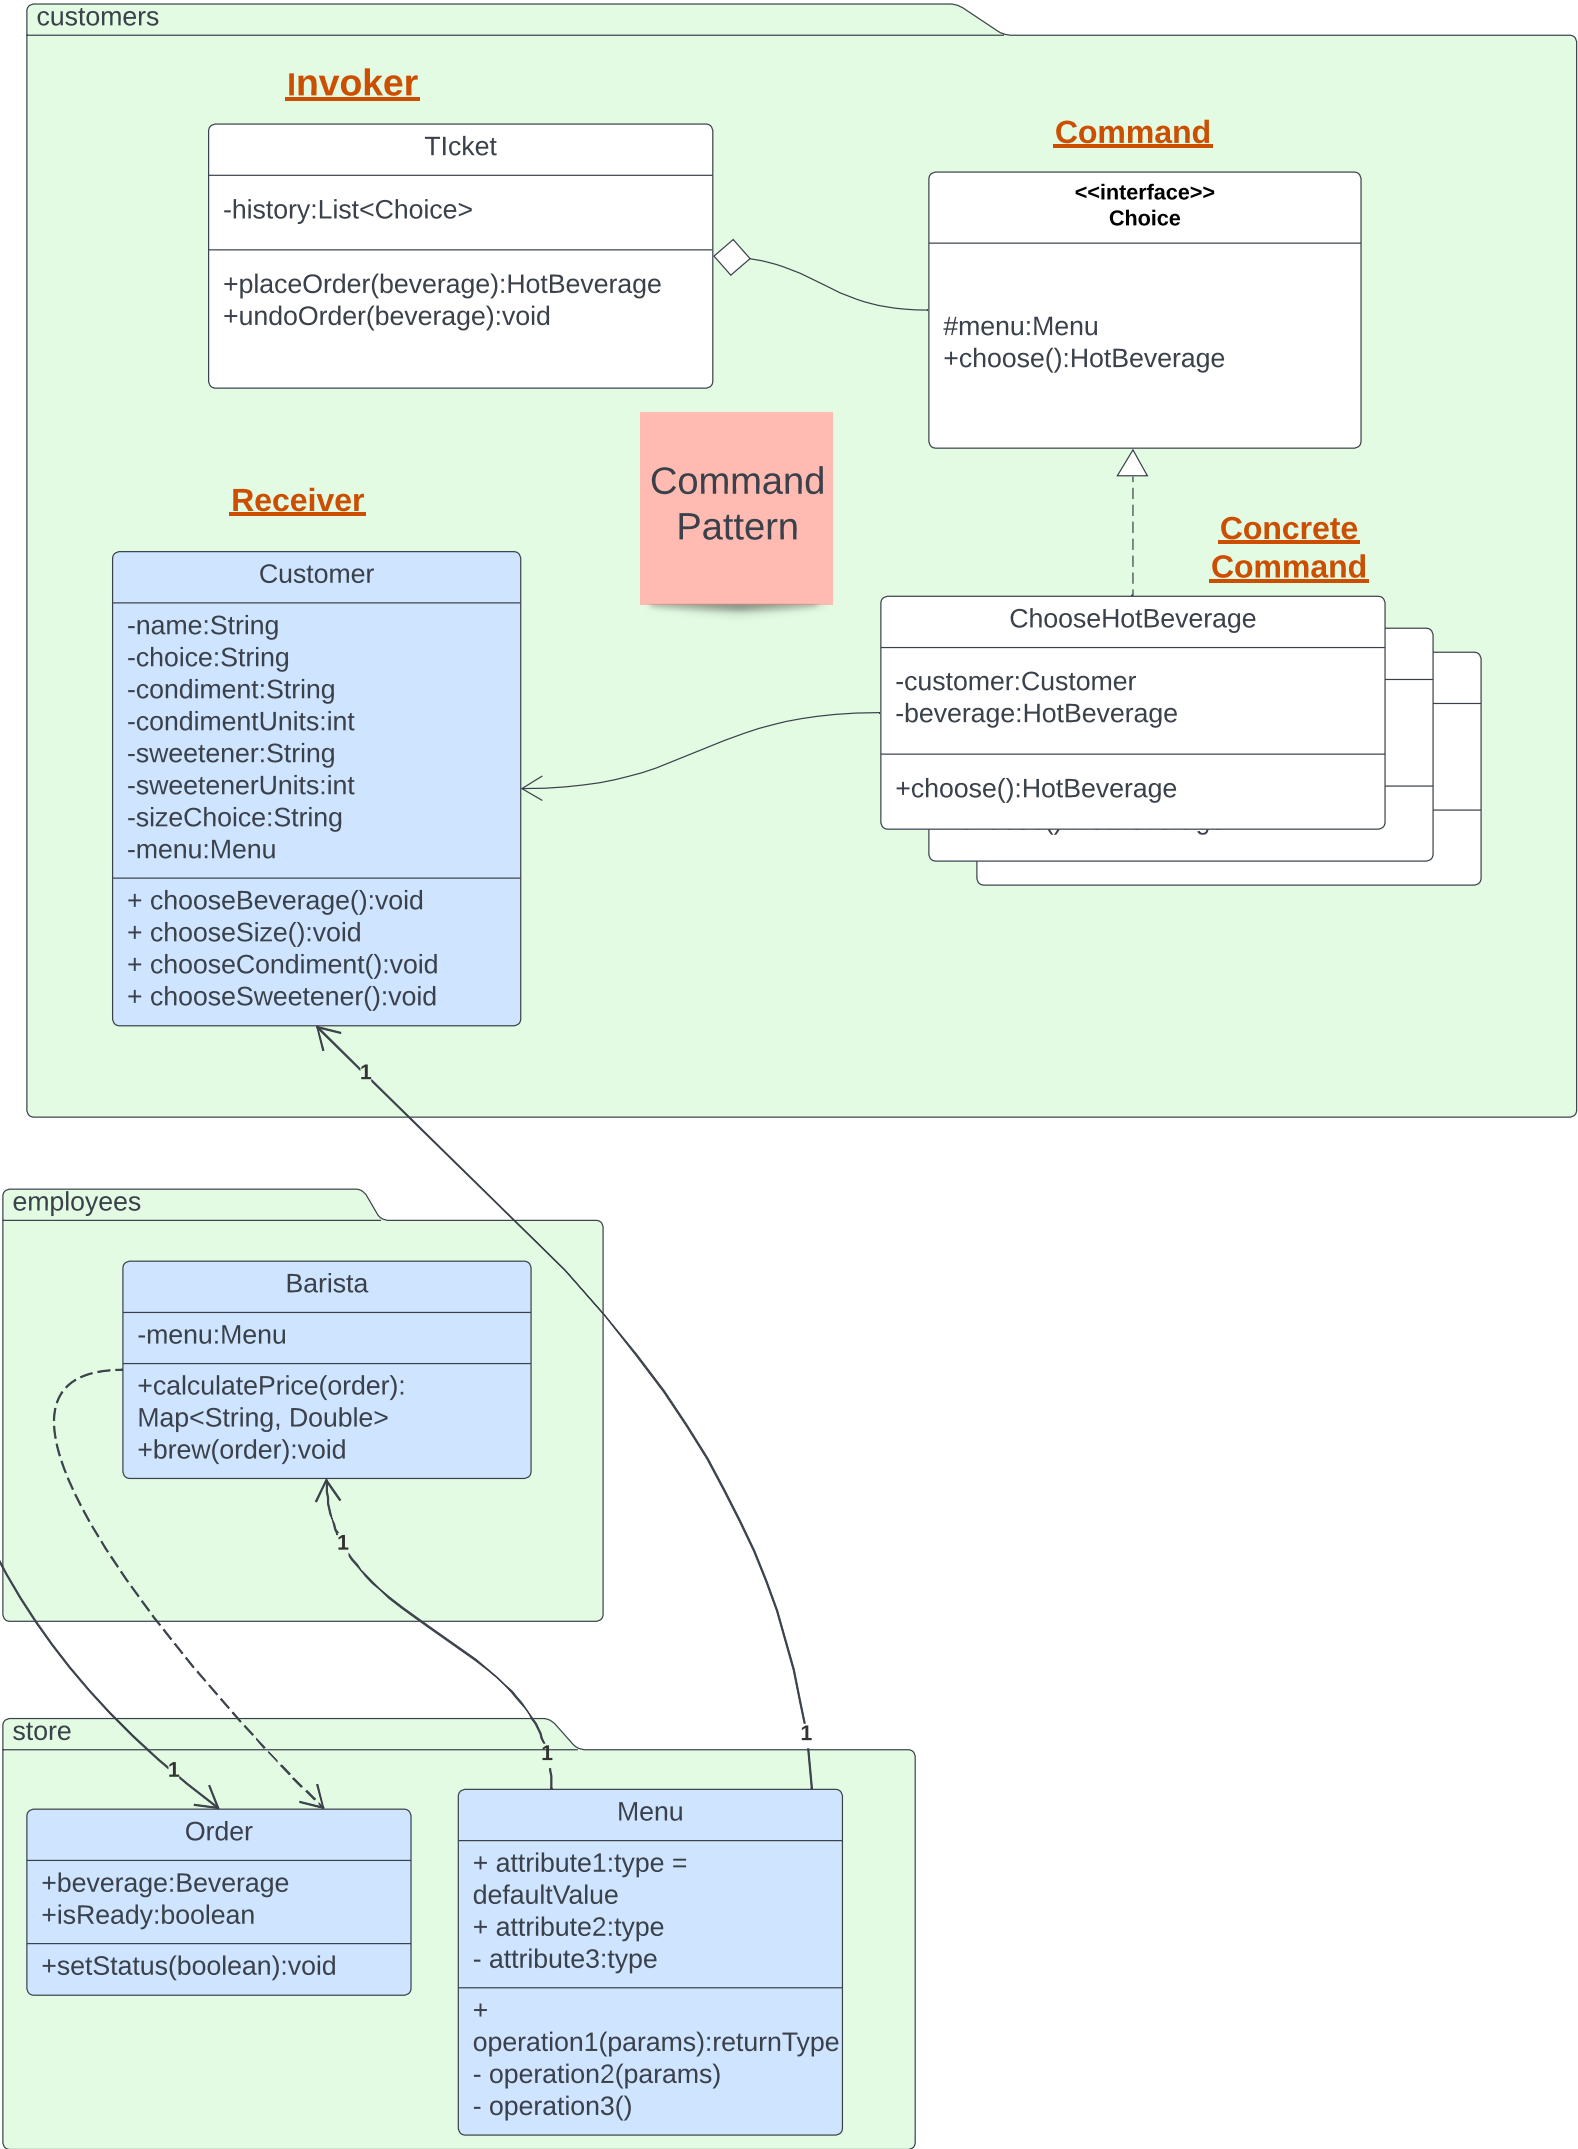 customers
Invoker
TIcket
-history:List<Choice>
+placeOrder(beverage):HotBeverage
+undoOrder(beverage):void
Command
<<interface>>
Choice
#menu:Menu
+choose():HotBeverage
Command
Pattern
Receiver
Customer
-name:String
-choice:String
-condiment:String
-condimentUnits:int
-sweetener:String
-sweetenerUnits:int
-sizeChoice:String
-menu:Menu
+ chooseBeverage():void
+ chooseSize():void
+ chooseCondiment():void
+ chooseSweetener():void
Concrete
Command
ChooseHotBeverage
-customer:Customer
-beverage:HotBeverage
+choose():HotBeverage
1
employees
Barista
-menu:Menu
+calculatePrice(order):
Map<String, Double>
+brew(order):void
1
store
1
1
1
Order
+beverage:Beverage
+isReady:boolean
+setStatus(boolean):void
Menu
+ attribute1:type =
defaultValue
+ attribute2:type
- attribute3:type
+
operation1(params):returnType
- operation2(params)
- operation3()